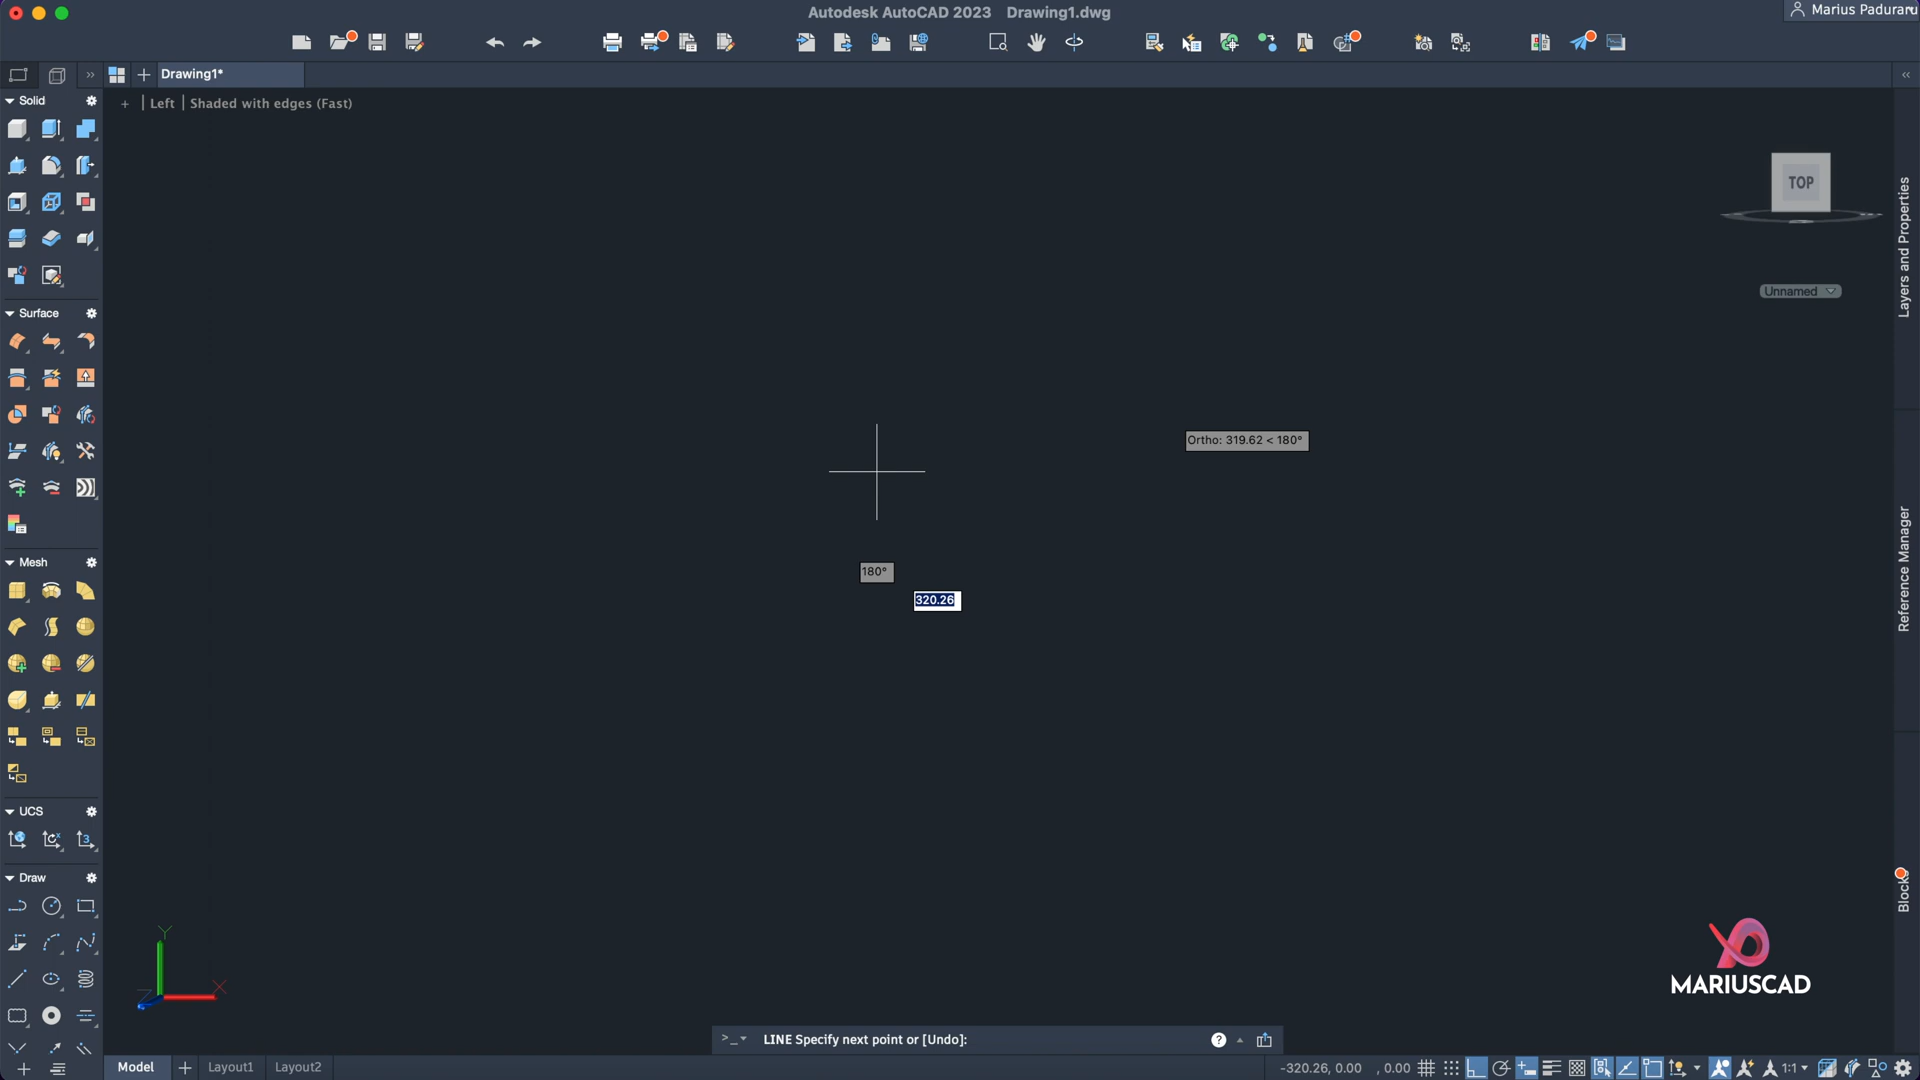 Autodesk AutoCAD 2023 Drawing1.dwg
Marius Paduraru
Drawing1*
+ | Left | Shaded with edges (Fast)
Solid
Surface
Mesh
UCS
Draw
TOP
Unnamed
Layers and Properties
Reference Manager
Blocks
Ortho: 319.62 < 180°
180°
320.26
Y
X
Z
MARIUSCAD
>_ LINE Specify next point or [Undo]:
Model
Layout1
Layout2
-320.26, 0.00 , 0.00
1:1